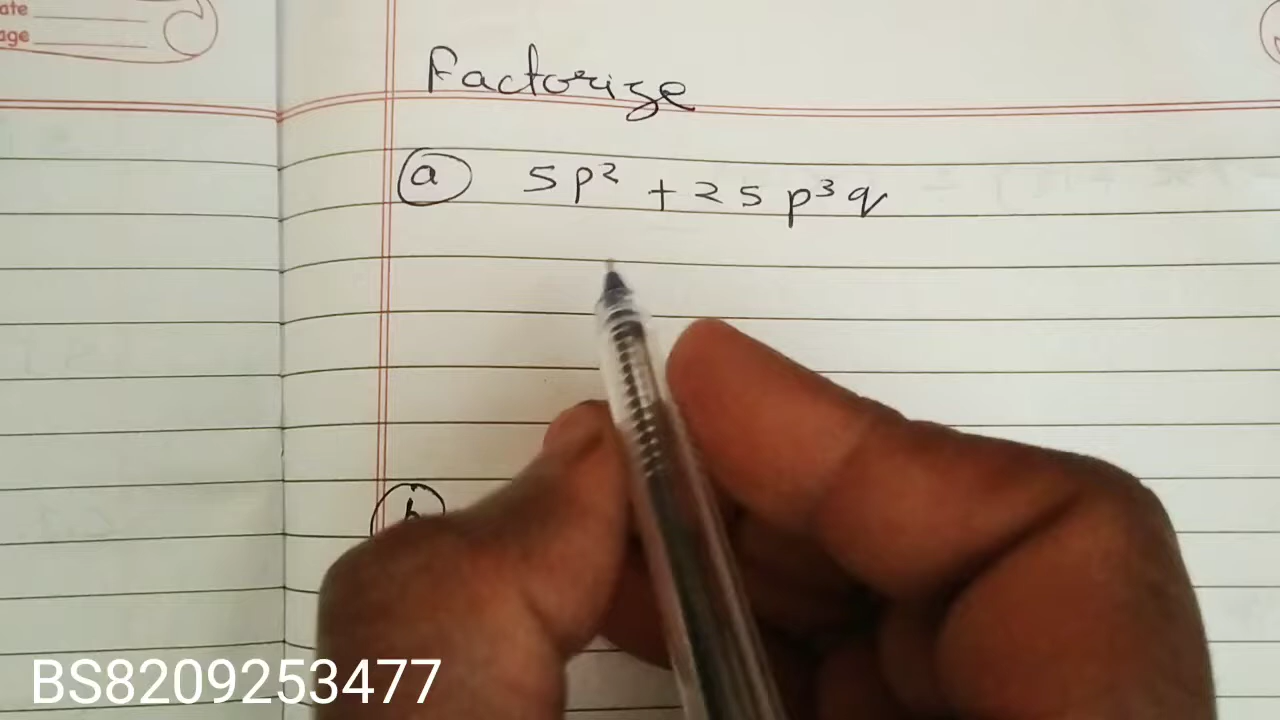 ate
age
Factorize
(a) 5p² + 25p³q
BS8209253477